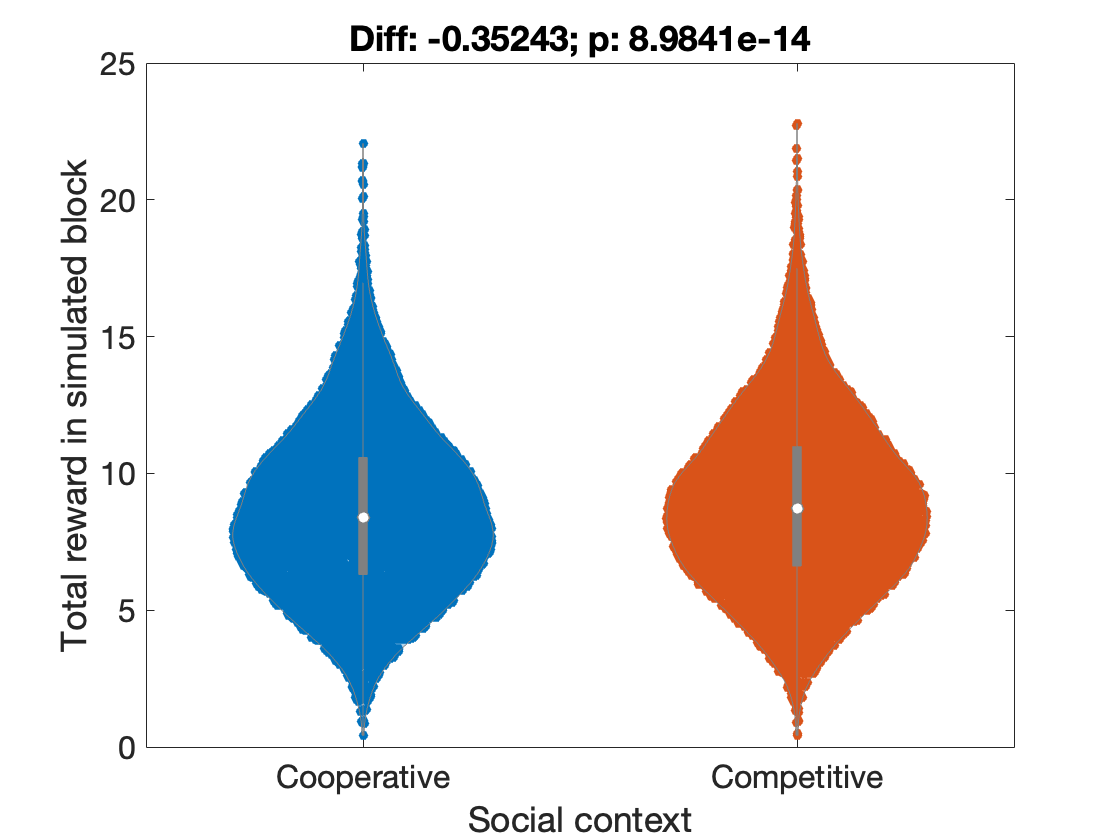 Diff: -0.35243; p: 8.9841e-14
25
20
15
10
5
0
Total reward in simulated block
Cooperative
Competitive
Social context